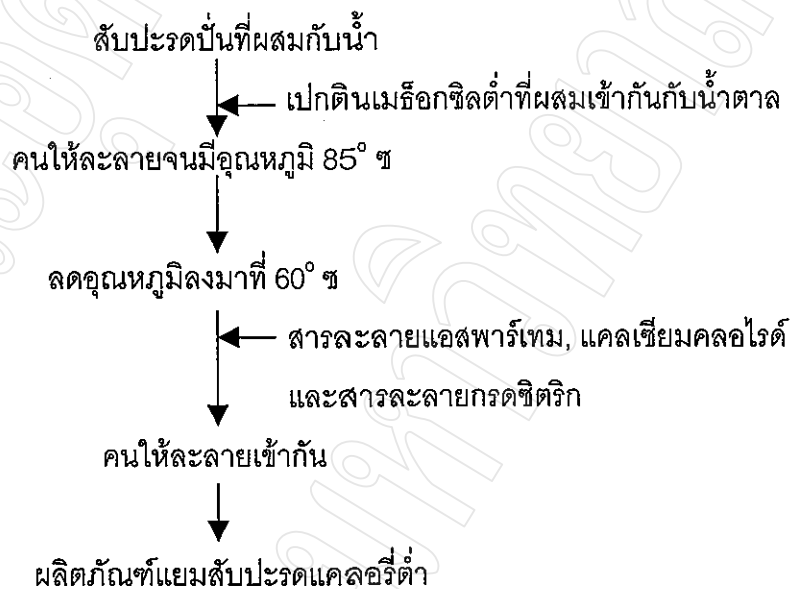 สับปะรดปั่นที่ผสมกับน้ำ
เปกตินเมธ็อกซิลต่ำที่ผสมเข้ากันกับน้ำตาล
คนให้ละลายจนมีอุณหภูมิ 85° ซ
ลดอุณหภูมิลงมาที่ 60° ซ
สารละลายแอสพาร์เทม, แคลเซียมคลอไรด์
และสารละลายกรดซิตริก
คนให้ละลายเข้ากัน
ผลิตภัณฑ์แยมสับปะรดแคลอรี่ต่ำ